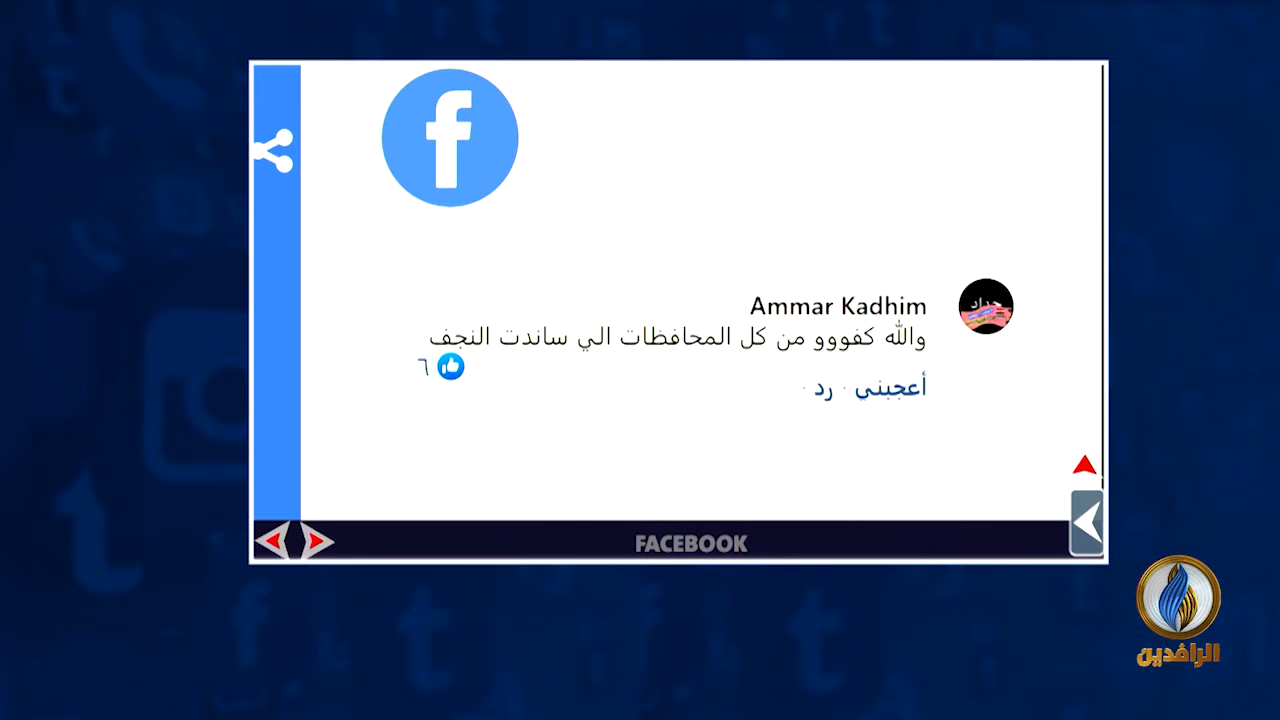 Ammar Kadhim
والله كفووو من كل المحافظات الي ساندت النجف
٦
أعجبني · رد ·
FACEBOOK
الرافدين